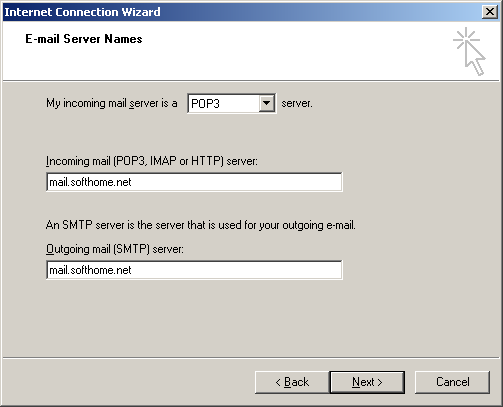 Internet Connection Wizard
E-mail Server Names
My incoming mail server is a POP3 server.
Incoming mail (POP3, IMAP or HTTP) server:
mail.softhome.net
An SMTP server is the server that is used for your outgoing e-mail.
Outgoing mail (SMTP) server:
mail.softhome.net
< Back Next > Cancel